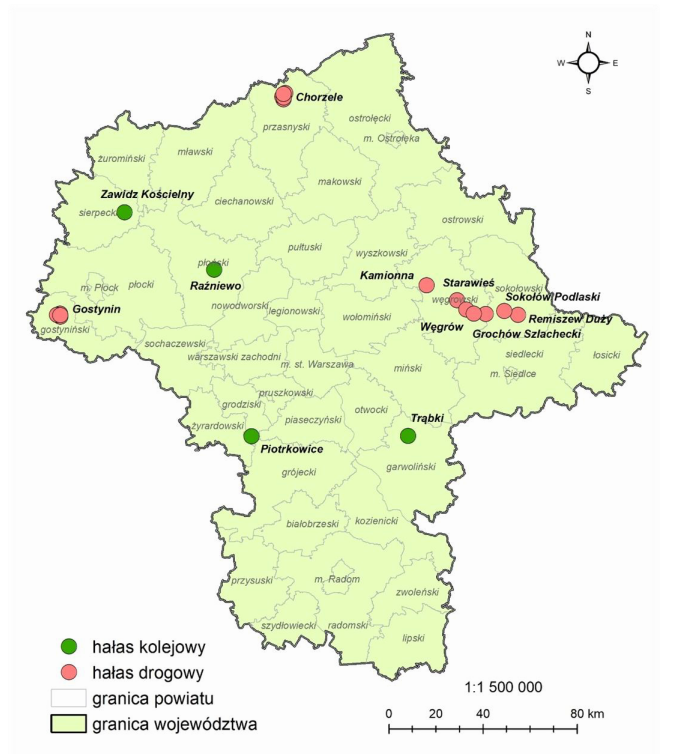 N
W
E
S
Chorzele
ostrołęcki
przasnyski
m. Ostrołęka
mławski
żuromiński
makowski
Zawidz Kościelny
ciechanowski
sierpecki
ostrowski
pułtuski
wyszkowski
płoński
Kamionna
Starawieś
sokołowski
m. Płock
płocki
Raźniewo
węgrowski
Sokołów Podlaski
Gostynin
nowodworski
legionowski
wołomiński
Remiszew Duży
gostyniński
Węgrów
Grochów Szlachecki
sochaczewski
warszawski zachodni
siedlecki
łosicki
m. st. Warszawa
miński
m. Siedlce
pruszkowski
grodziski
otwocki
żyrardowski
piaseczyński
Trąbki
Piotrkowice
garwoliński
grójecki
białobrzeski
kozienicki
przysuski
m. Radom
zwoleński
szydłowiecki
radomski
lipski
hałas kolejowy
hałas drogowy
granica powiatu
granica województwa
1:1 500 000
0 20 40 80 km